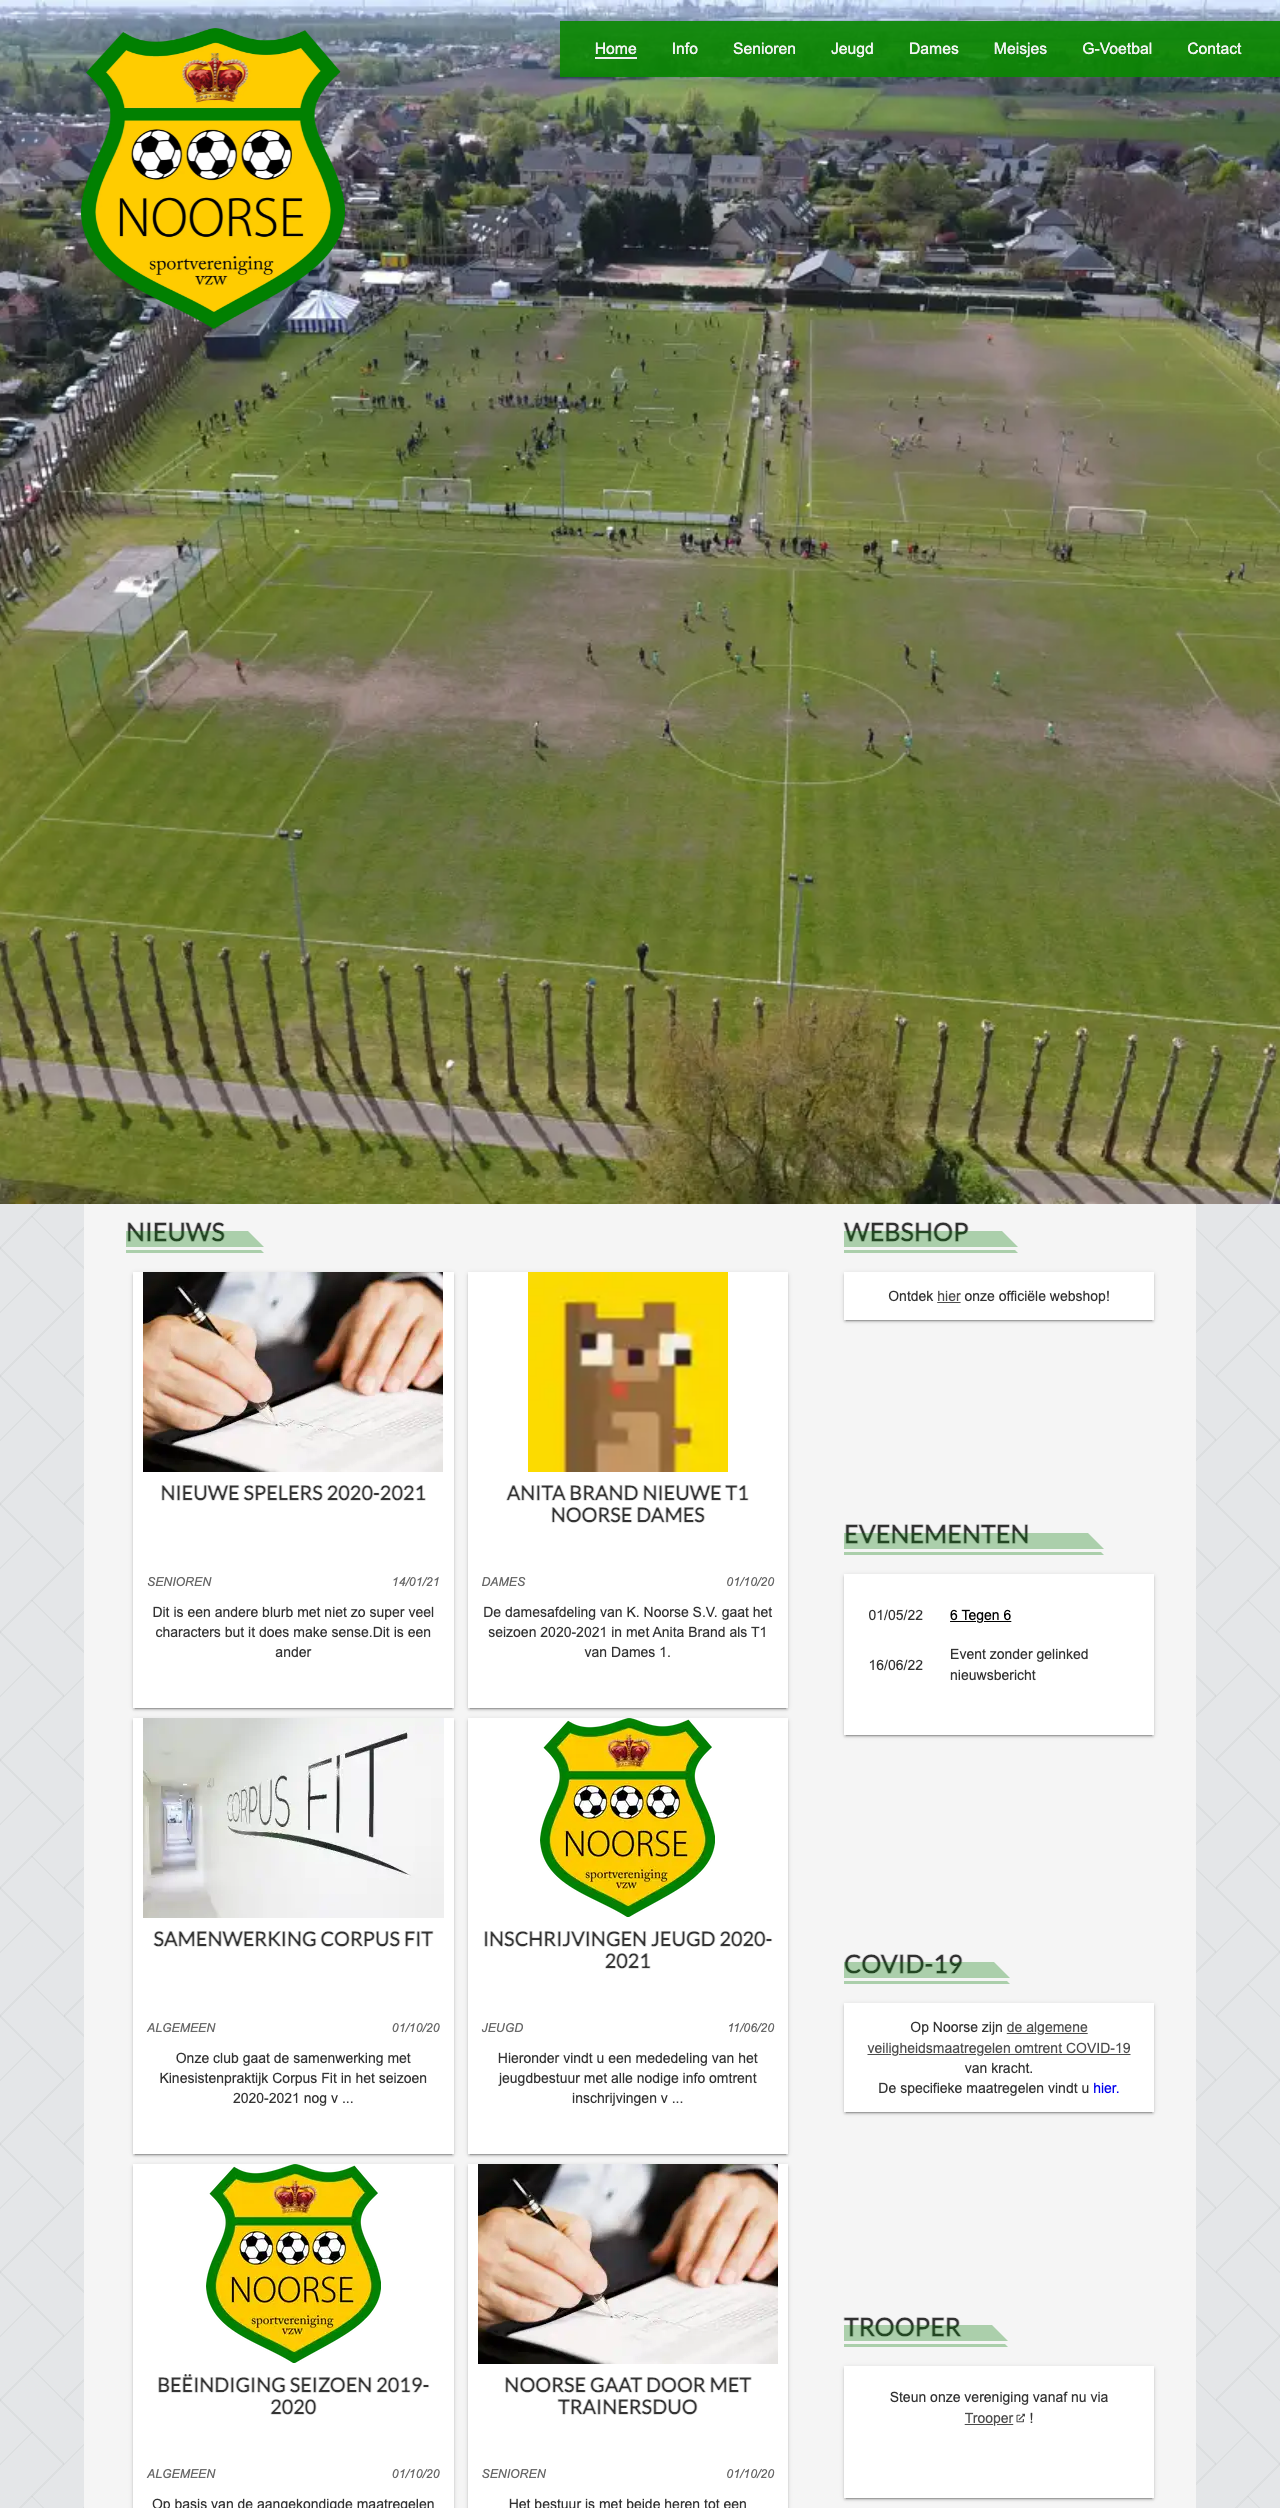 Home Info Senioren Jeugd Dames Meisjes G-Voetbal Contact
NOORSE
sportvereniging
vzw
NIEUWS
NIEUWE SPELERS 2020-2021
SENIOREN 14/01/21
Dit is een andere blurb met niet zo super veel
characters but it does make sense.Dit is een
ander
ANITA BRAND NIEUWE T1
NOORSE DAMES
DAMES 01/10/20
De damesafdeling van K. Noorse S.V. gaat het
seizoen 2020-2021 in met Anita Brand als T1
van Dames 1.
CORPUS FIT
SAMENWERKING CORPUS FIT
ALGEMEEN 01/10/20
Onze club gaat de samenwerking met
Kinesistenpraktijk Corpus Fit in het seizoen
2020-2021 nog v ...
NOORSE
sportvereniging
vzw
INSCHRIJVINGEN JEUGD 2020-
2021
JEUGD 11/06/20
Hieronder vindt u een mededeling van het
jeugdbestuur met alle nodige info omtrent
inschrijvingen v ...
NOORSE
sportvereniging
vzw
BEËINDIGING SEIZOEN 2019-
2020
ALGEMEEN 01/10/20
Op basis van de aangekondigde maatregelen
NOORSE GAAT DOOR MET
TRAINERSDUO
SENIOREN 01/10/20
Het bestuur is met beide heren tot een
WEBSHOP
Ontdek hier onze officiële webshop!
EVENEMENTEN
01/05/22 6 Tegen 6
16/06/22 Event zonder gelinked
nieuwsbericht
COVID-19
Op Noorse zijn de algemene
veiligheidsmaatregelen omtrent COVID-19
van kracht.
De specifieke maatregelen vindt u hier.
TROOPER
Steun onze vereniging vanaf nu via
Trooper !